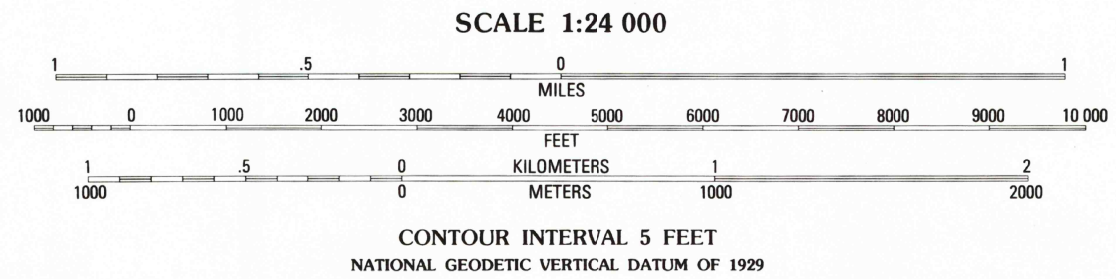 SCALE 1:24 000
1 .5 0 1
MILES
1000 0 1000 2000 3000 4000 5000 6000 7000 8000 9000 10 000
FEET
1 .5 0 KILOMETERS 1 2
1000 0 METERS 1000 2000
CONTOUR INTERVAL 5 FEET
NATIONAL GEODETIC VERTICAL DATUM OF 1929